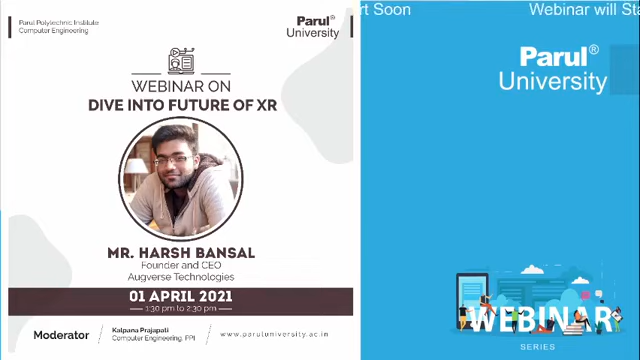 Parul Polytechnic Institute
Computer Engineering
Parul®
University
WEBINAR ON
DIVE INTO FUTURE OF XR
MR. HARSH BANSAL
Founder and CEO
Augverse Technologies
01 APRIL 2021
1:30 pm to 2:30 pm
Moderator
Kalpana Prajapati
Computer Engineering, PPI
www.paruluniversity.ac.in
rt Soon
Webinar will Sta
Parul®
University
WEBINAR
SERIES